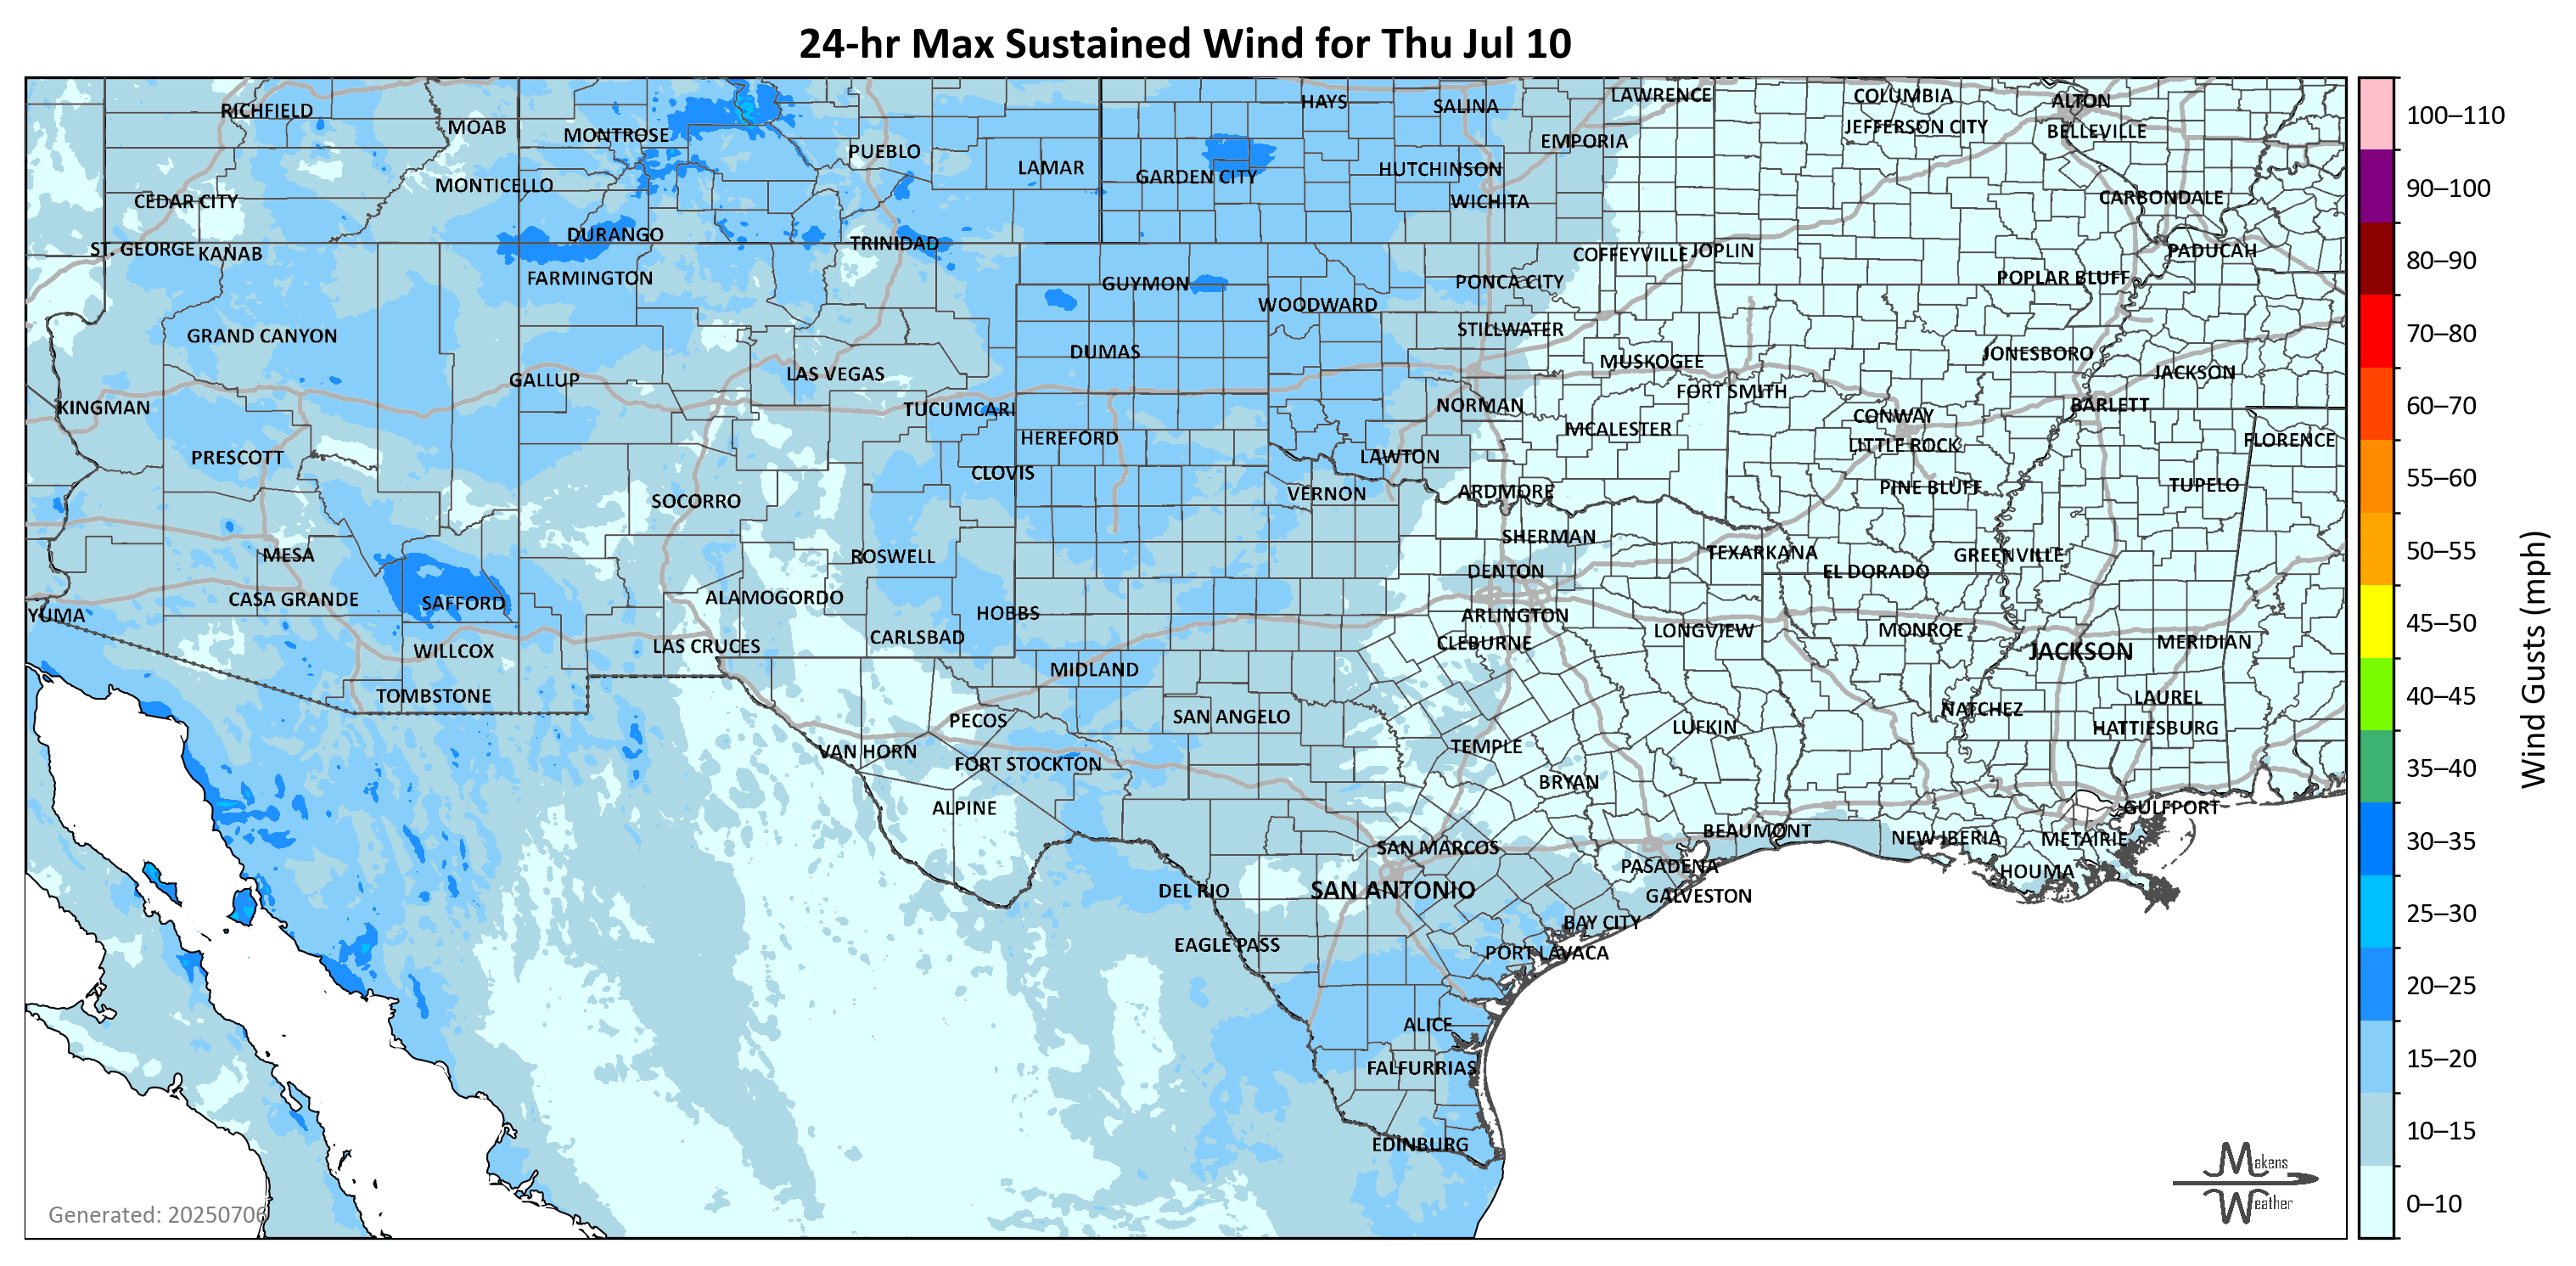 24-hr Max Sustained Wind for Thu Jul 10
RICHFIELD
MOAB
MONTROSE
PUEBLO
LAMAR
HAYS
SALINA
LAWRENCE
COLUMBIA
ALTON
EMPORIA
JEFFERSON CITY
BELLEVILLE
MONTICELLO
GARDEN CITY
HUTCHINSON
CEDAR CITY
WICHITA
CARBONDALE
ST. GEORGE
KANAB
DURANGO
TRINIDAD
COFFEYVILLE
JOPLIN
PADUCAH
FARMINGTON
GUYMON
PONCA CITY
POPLAR BLUFF
WOODWARD
GRAND CANYON
STILLWATER
DUMAS
MUSKOGEE
JONESBORO
GALLUP
LAS VEGAS
FORT SMITH
JACKSON
KINGMAN
TUCUMCARI
NORMAN
CONWAY
BARLETT
HEREFORD
MCALESTER
LITTLE ROCK
FLORENCE
PRESCOTT
CLOVIS
LAWTON
SOCORRO
VERNON
ARDMORE
PINE BLUFF
TUPELO
MESA
ROSWELL
SHERMAN
TEXARKANA
GREENVILLE
DENTON
EL DORADO
YUMA
CASA GRANDE
SAFFORD
ALAMOGORDO
HOBBS
ARLINGTON
WILLCOX
LAS CRUCES
CARLSBAD
CLEBURNE
LONGVIEW
MONROE
JACKSON
MERIDIAN
TOMBSTONE
MIDLAND
LAUREL
PECOS
SAN ANGELO
LUFKIN
NATCHEZ
HATTIESBURG
VAN HORN
FORT STOCKTON
TEMPLE
BRYAN
ALPINE
GULFPORT
SAN MARCOS
BEAUMONT
NEW IBERIA
METAIRIE
DEL RIO
SAN ANTONIO
PASADENA
HOUMA
GALVESTON
EAGLE PASS
BAY CITY
PORT LAVACA
ALICE
FALFURRIAS
EDINBURG
Generated: 20250706
Makens
Weather
100–110
90–100
80–90
70–80
60–70
55–60
50–55
45–50
40–45
35–40
30–35
25–30
20–25
15–20
10–15
0–10
Wind Gusts (mph)